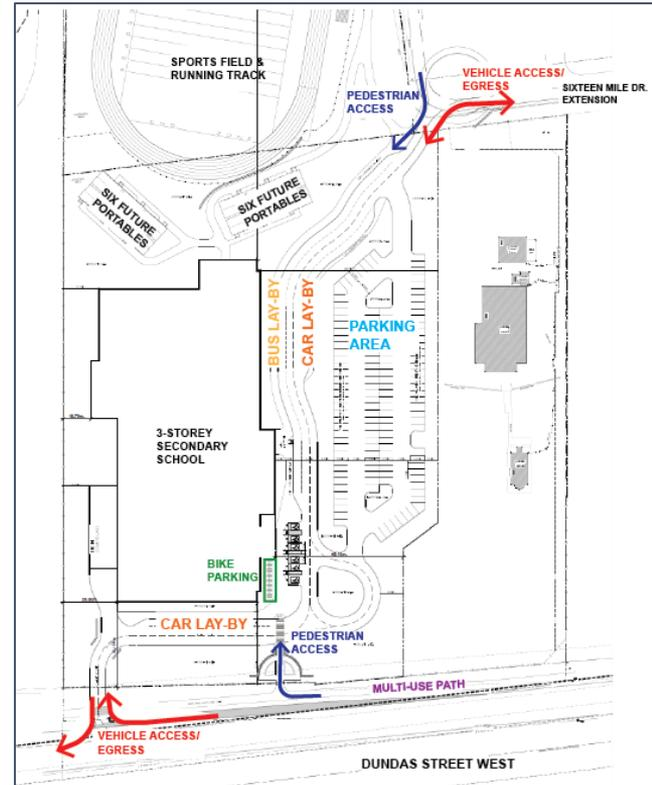 SPORTS FIELD &
RUNNING TRACK
PEDESTRIAN
ACCESS
VEHICLE ACCESS/
EGRESS
SIXTEEN MILE DR.
EXTENSION
SIX FUTURE
PORTABLES
SIX FUTURE
PORTABLES
BUS LAY-BY
CAR LAY-BY
PARKING
AREA
3-STOREY
SECONDARY
SCHOOL
BIKE
PARKING
CAR LAY-BY
PEDESTRIAN
ACCESS
MULTI-USE PATH
VEHICLE ACCESS/
EGRESS
DUNDAS STREET WEST